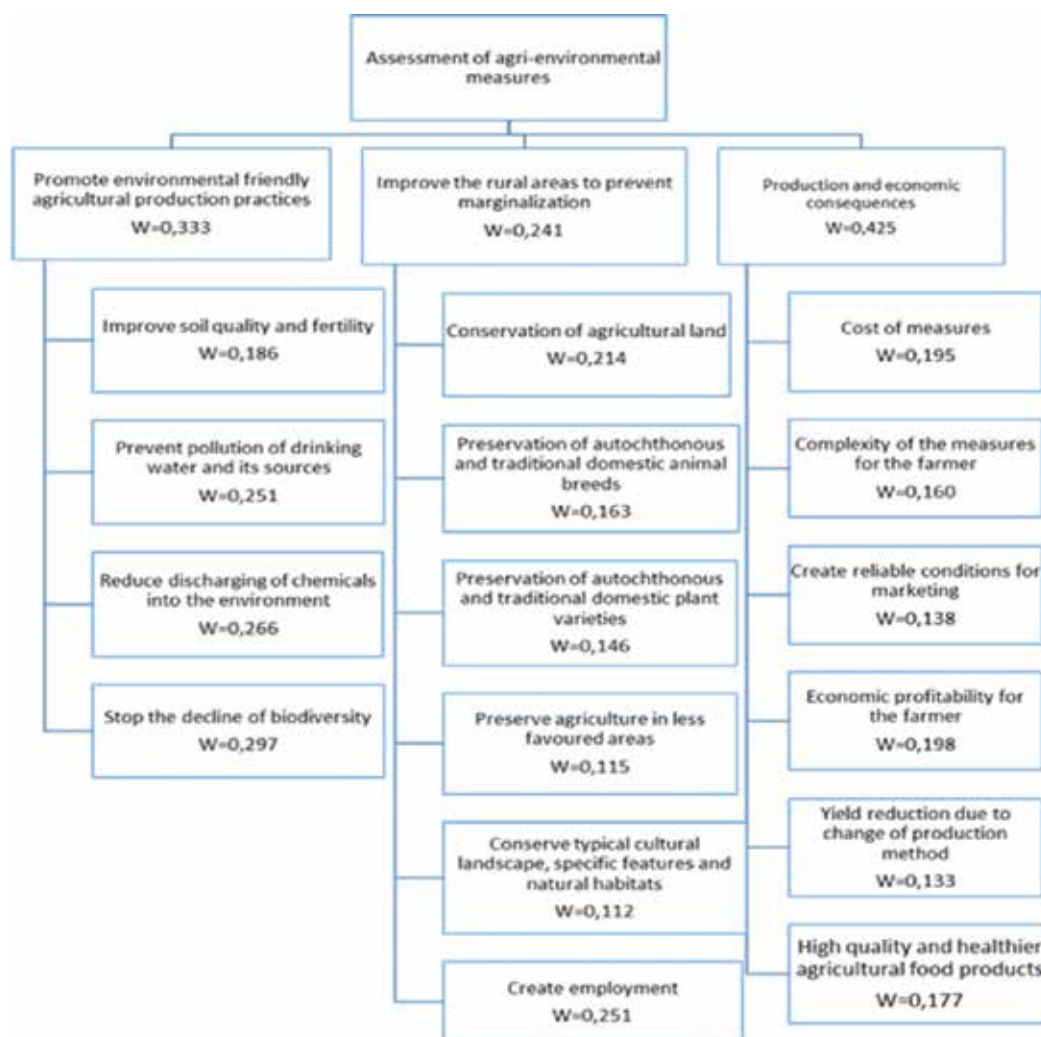 Assessment of agri-environmental
measures
Promote environmental friendly
agricultural production practices
W=0,333
Improve soil quality and fertility
W=0,186
Prevent pollution of drinking
water and its sources
W=0,251
Reduce discharging of chemicals
into the environment
W=0,266
Stop the decline of biodiversity
W=0,297
Improve the rural areas to prevent
marginalization
W=0,241
Conservation of agricultural land
W=0,214
Preservation of autochthonous
and traditional domestic animal
breeds
W=0,163
Preservation of autochthonous
and traditional domestic plant
varieties
W=0,146
Preserve agriculture in less
favoured areas
W=0,115
Conserve typical cultural
landscape, specific features and
natural habitats
W=0,112
Create employment
W=0,251
Production and economic
consequences
W=0,425
Cost of measures
W=0,195
Complexity of the measures
for the farmer
W=0,160
Create reliable conditions for
marketing
W=0,138
Economic profitability for
the farmer
W=0,198
Yield reduction due to
change of production
method
W=0,133
High quality and healthier
agricultural food products
W=0,177